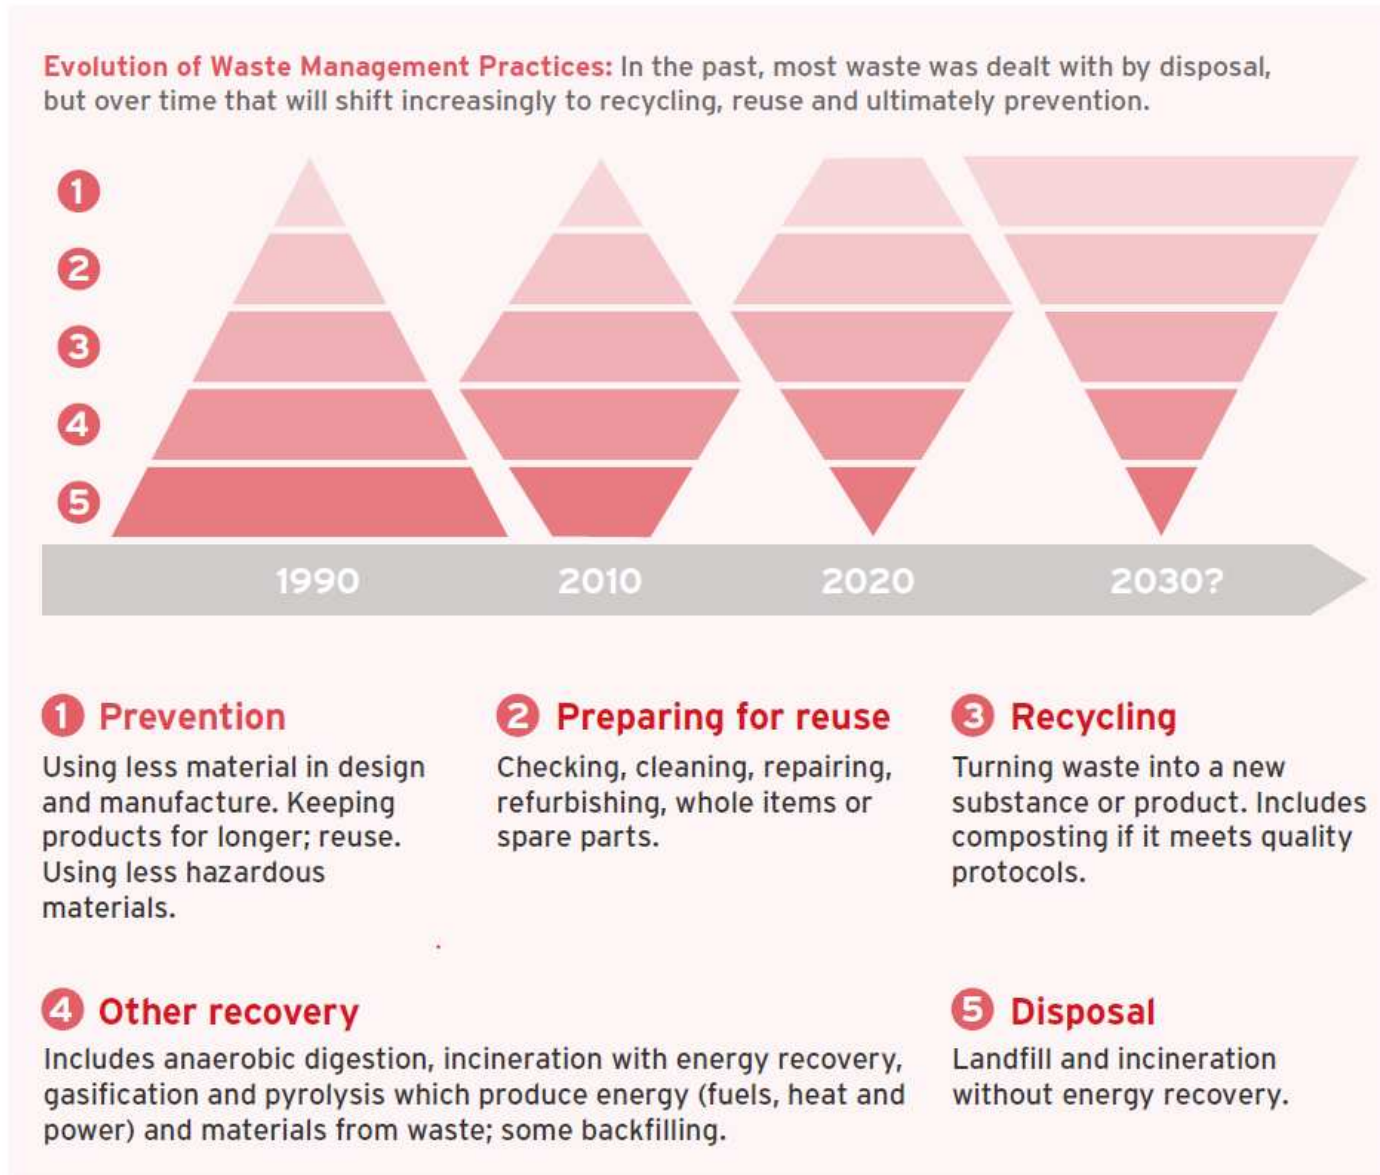 Evolution of Waste Management Practices: In the past, most waste was dealt with by disposal,
but over time that will shift increasingly to recycling, reuse and ultimately prevention.
1
2
3
4
5
1990 2010 2020 2030?
1 Prevention
Using less material in design
and manufacture. Keeping
products for longer; reuse.
Using less hazardous
materials.
2 Preparing for reuse
Checking, cleaning, repairing,
refurbishing, whole items or
spare parts.
3 Recycling
Turning waste into a new
substance or product. Includes
composting if it meets quality
protocols.
4 Other recovery
Includes anaerobic digestion, incineration with energy recovery,
gasification and pyrolysis which produce energy (fuels, heat and
power) and materials from waste; some backfilling.
5 Disposal
Landfill and incineration
without energy recovery.